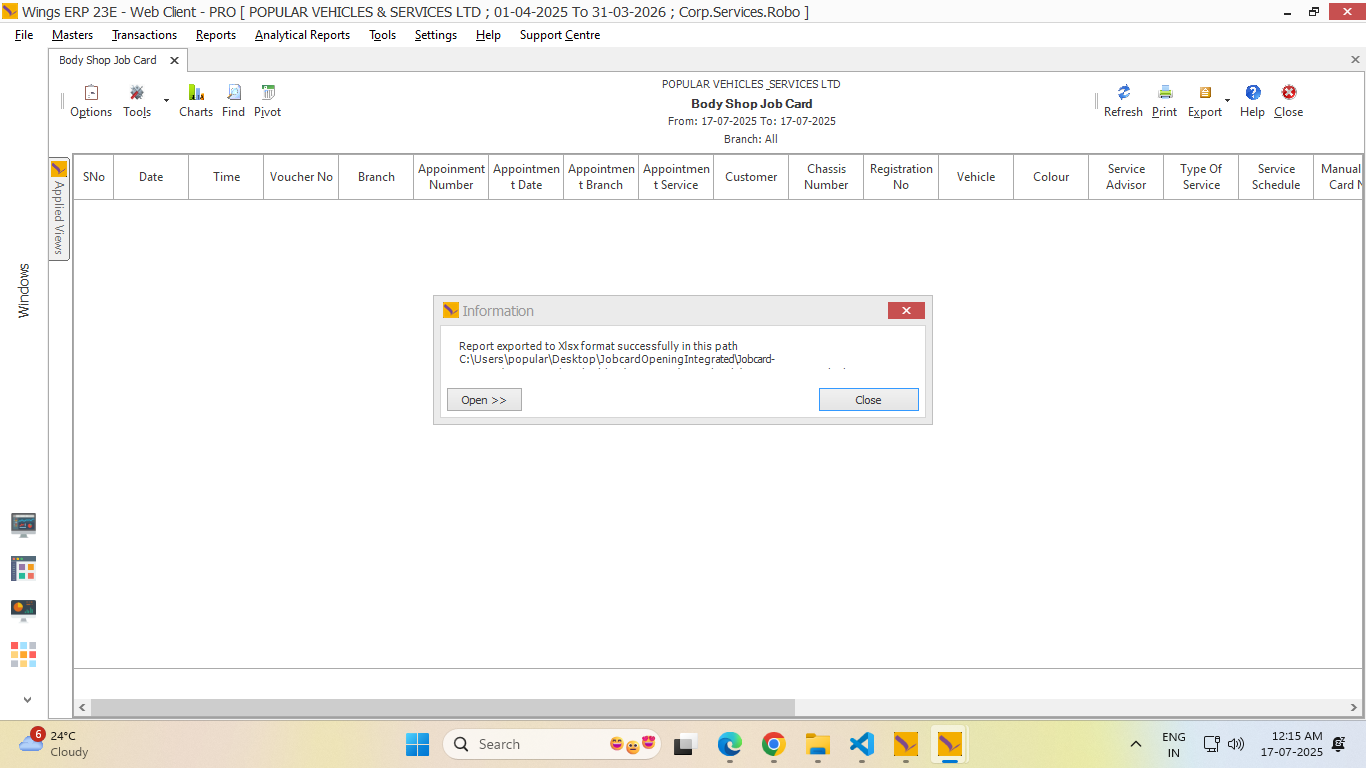 Wings ERP 23E - Web Client - PRO [ POPULAR VEHICLES & SERVICES LTD ; 01-04-2025 To 31-03-2026 ; Corp.Services.Robo ]
File Masters Transactions Reports Analytical Reports Tools Settings Help Support Centre
Body Shop Job Card
Options Tools Charts Find Pivot
POPULAR VEHICLES_SERVICES LTD
Body Shop Job Card
From: 17-07-2025 To: 17-07-2025
Branch: All
Refresh Print Export Help Close
Applied Views
Windows
SNo
Date
Time
Voucher No
Branch
Appoinment
Number
Appointmen
t Date
Appointmen
t Branch
Appointmen
t Service
Customer
Chassis
Number
Registration
No
Vehicle
Colour
Service
Advisor
Type Of
Service
Service
Schedule
Manual
Card N
Information
Report exported to Xlsx format successfully in this path
C:\Users\popular\Desktop\JobcardOpeningIntegrated\Jobcard-
Open >>
Close
6
24°C
Cloudy
Search
ENG
IN
12:15 AM
17-07-2025